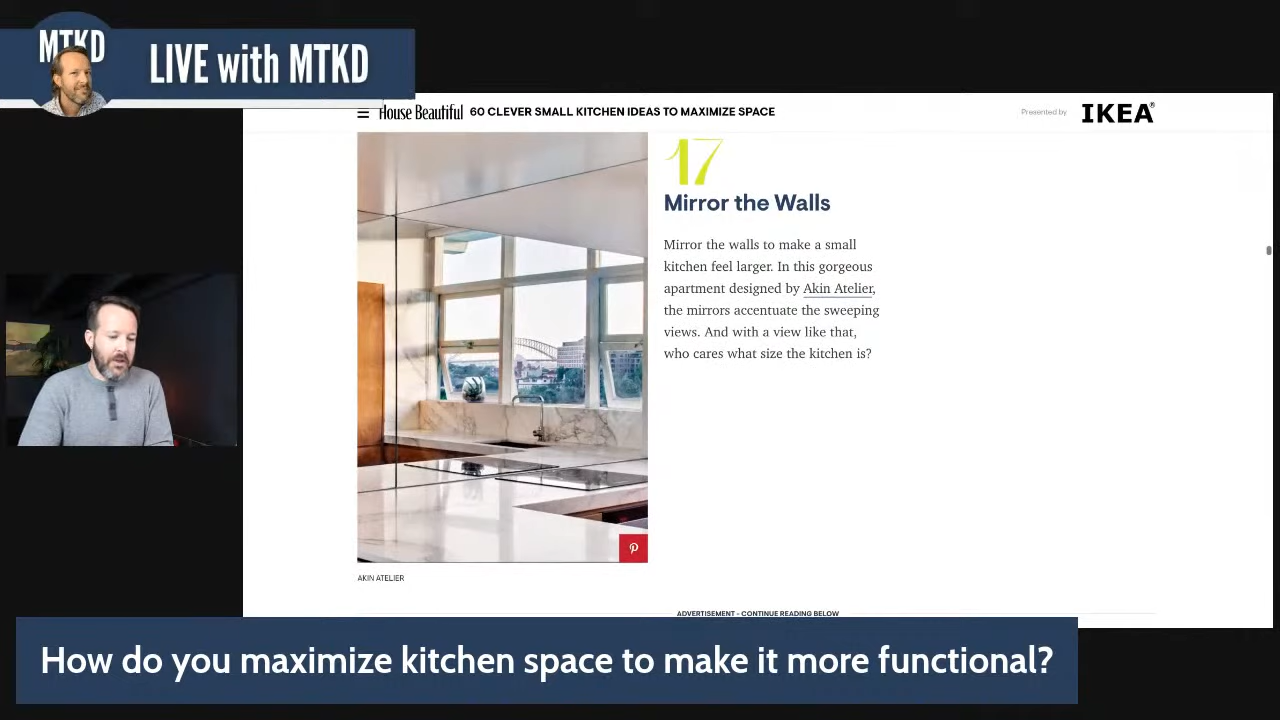 MTKD
LIVE with MTKD
House Beautiful 60 CLEVER SMALL KITCHEN IDEAS TO MAXIMIZE SPACE
Presented by IKEA®
17
Mirror the Walls
Mirror the walls to make a small
kitchen feel larger. In this gorgeous
apartment designed by Akin Atelier,
the mirrors accentuate the sweeping
views. And with a view like that,
who cares what size the kitchen is?
AKIN ATELIER
ADVERTISEMENT - CONTINUE READING BELOW
How do you maximize kitchen space to make it more functional?